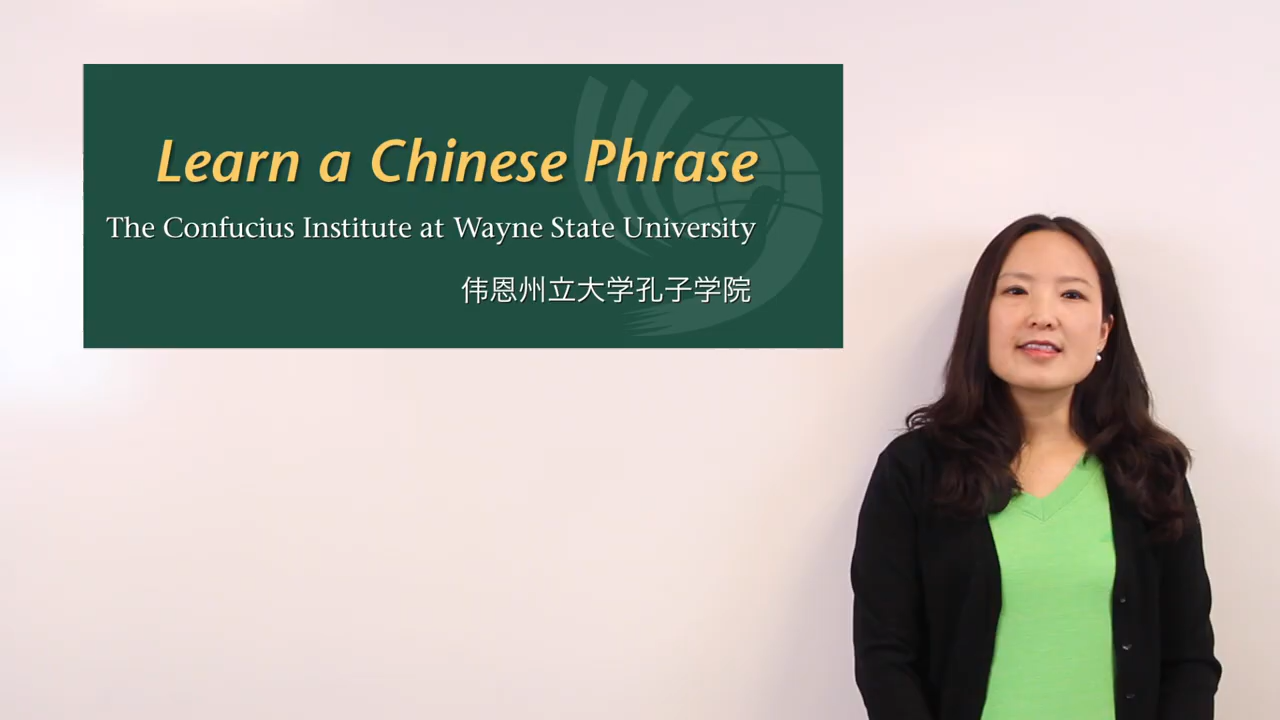 Learn a Chinese Phrase
The Confucius Institute at Wayne State University
伟恩州立大学孔子学院